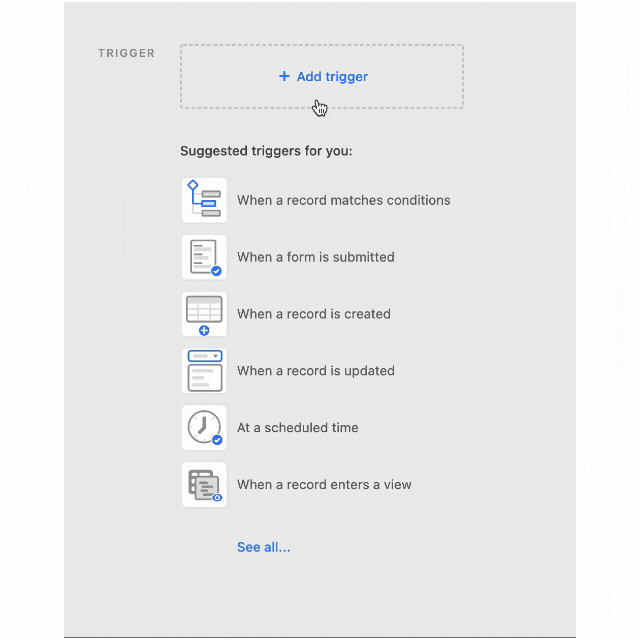 TRIGGER
+ Add trigger
Suggested triggers for you:
When a record matches conditions
When a form is submitted
When a record is created
When a record is updated
At a scheduled time
When a record enters a view
See all...